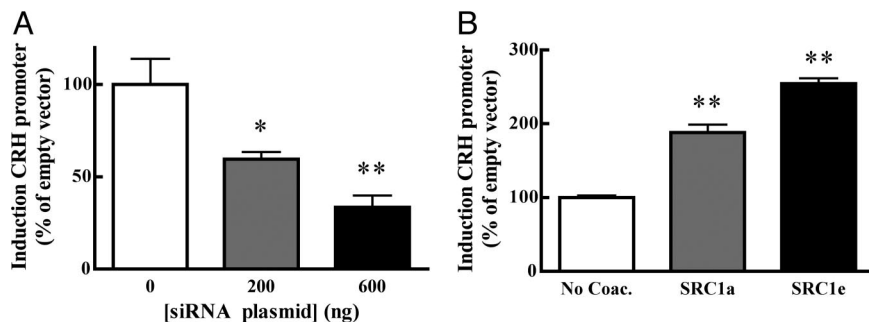 A
Induction CRH promoter
(% of empty vector)
100
50
0
*
**
0 200 600
[siRNA plasmid] (ng)
B
Induction CRH promoter
(% of empty vector)
300
200
100
0
**
**
No Coac. SRC1a SRC1e